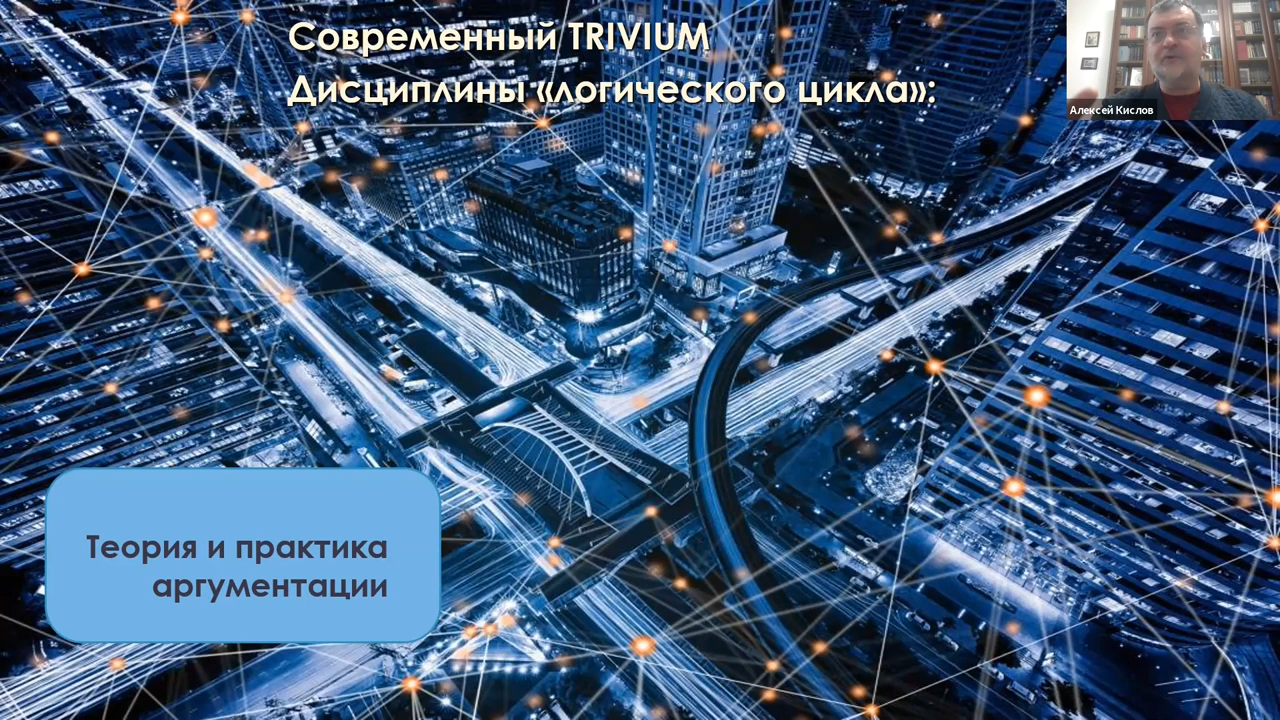 Современный TRIVIUM
Дисциплины «логического цикла»:
Алексей Кислов
Теория и практика
аргументации